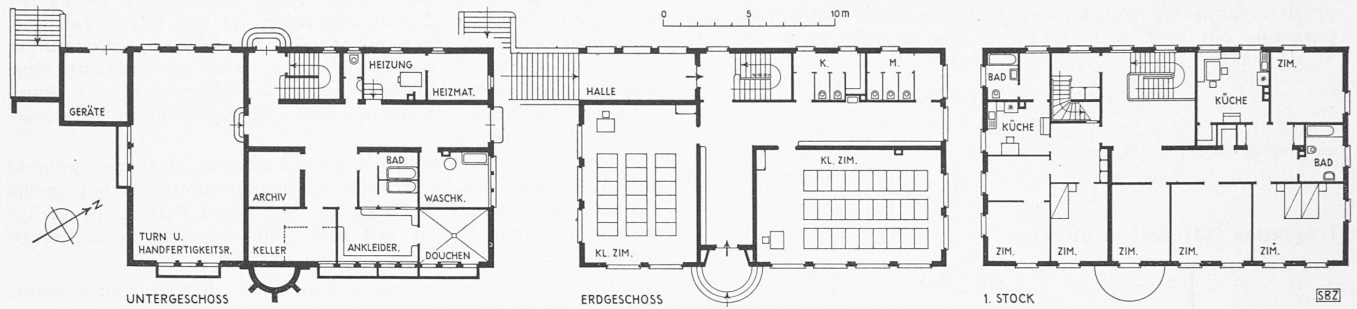 0 5 10m
GERÄTE
HEIZUNG
HEIZMAT.
ARCHIV
BAD
WASCHK.
TURN U.
HANDFERTIGKEITSR.
KELLER
ANKLEIDER.
DOUCHEN
N
UNTERGESCHOSS
HALLE
K.
M.
KL. ZIM.
KL. ZIM.
ERDGESCHOSS
BAD
KÜCHE
KÜCHE
ZIM.
BAD
ZIM.
ZIM.
ZIM.
ZIM.
ZIM.
1. STOCK
SBZ